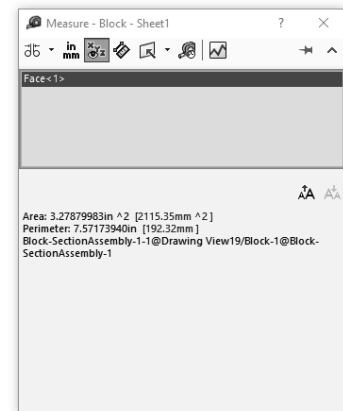 Measure - Block - Sheet1
in
mm
XYZ
Face<1>
Area: 3.27879983in ^2 [2115.35mm ^2 ]
Perimeter: 7.57173940in [192.32mm ]
Block-SectionAssembly-1-1@Drawing View19/Block-1@Block-
SectionAssembly-1